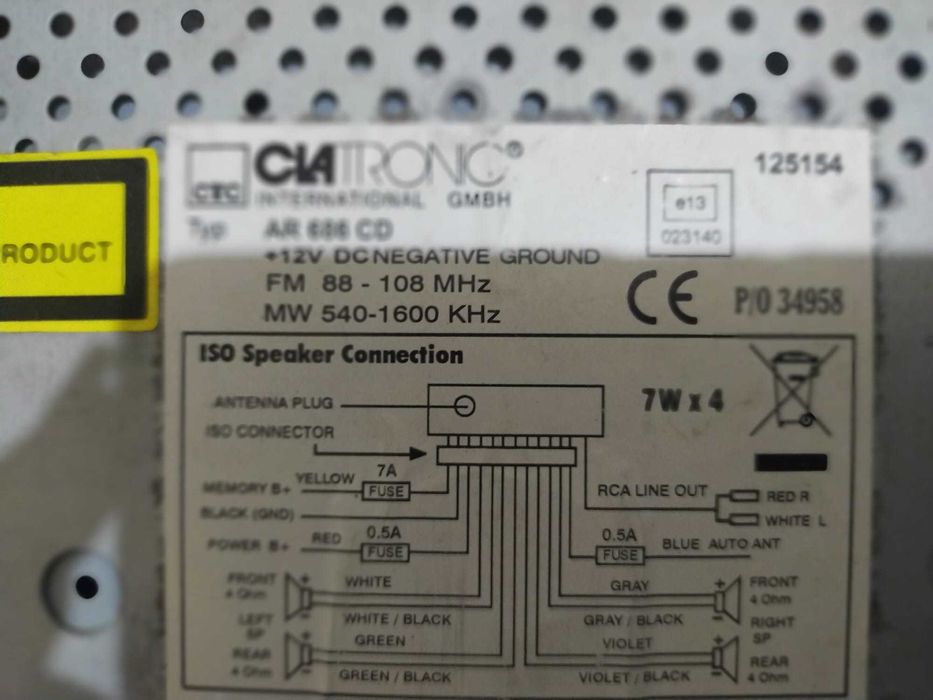 RODUCT
CTC
CLATRONIC®
INTERNATIONAL GMBH
125154
e13
023140
Typ AR 686 CD
+12V DC NEGATIVE GROUND
FM 88 - 108 MHz
MW 540-1600 KHz
CE
P/O 34958
ISO Speaker Connection
ANTENNA PLUG
7W x 4
ISO CONNECTOR
MEMORY B+ YELLOW 7A FUSE
RCA LINE OUT RED R
WHITE L
BLACK (GND)
POWER B+ RED 0.5A FUSE
0.5A FUSE BLUE AUTO ANT
FRONT 4 Ohm
WHITE
WHITE / BLACK
LEFT SP
GREEN
GREEN / BLACK
REAR 4 Ohm
GRAY
GRAY / BLACK
FRONT 4 Ohm
RIGHT SP
VIOLET
VIOLET / BLACK
REAR 4 Ohm